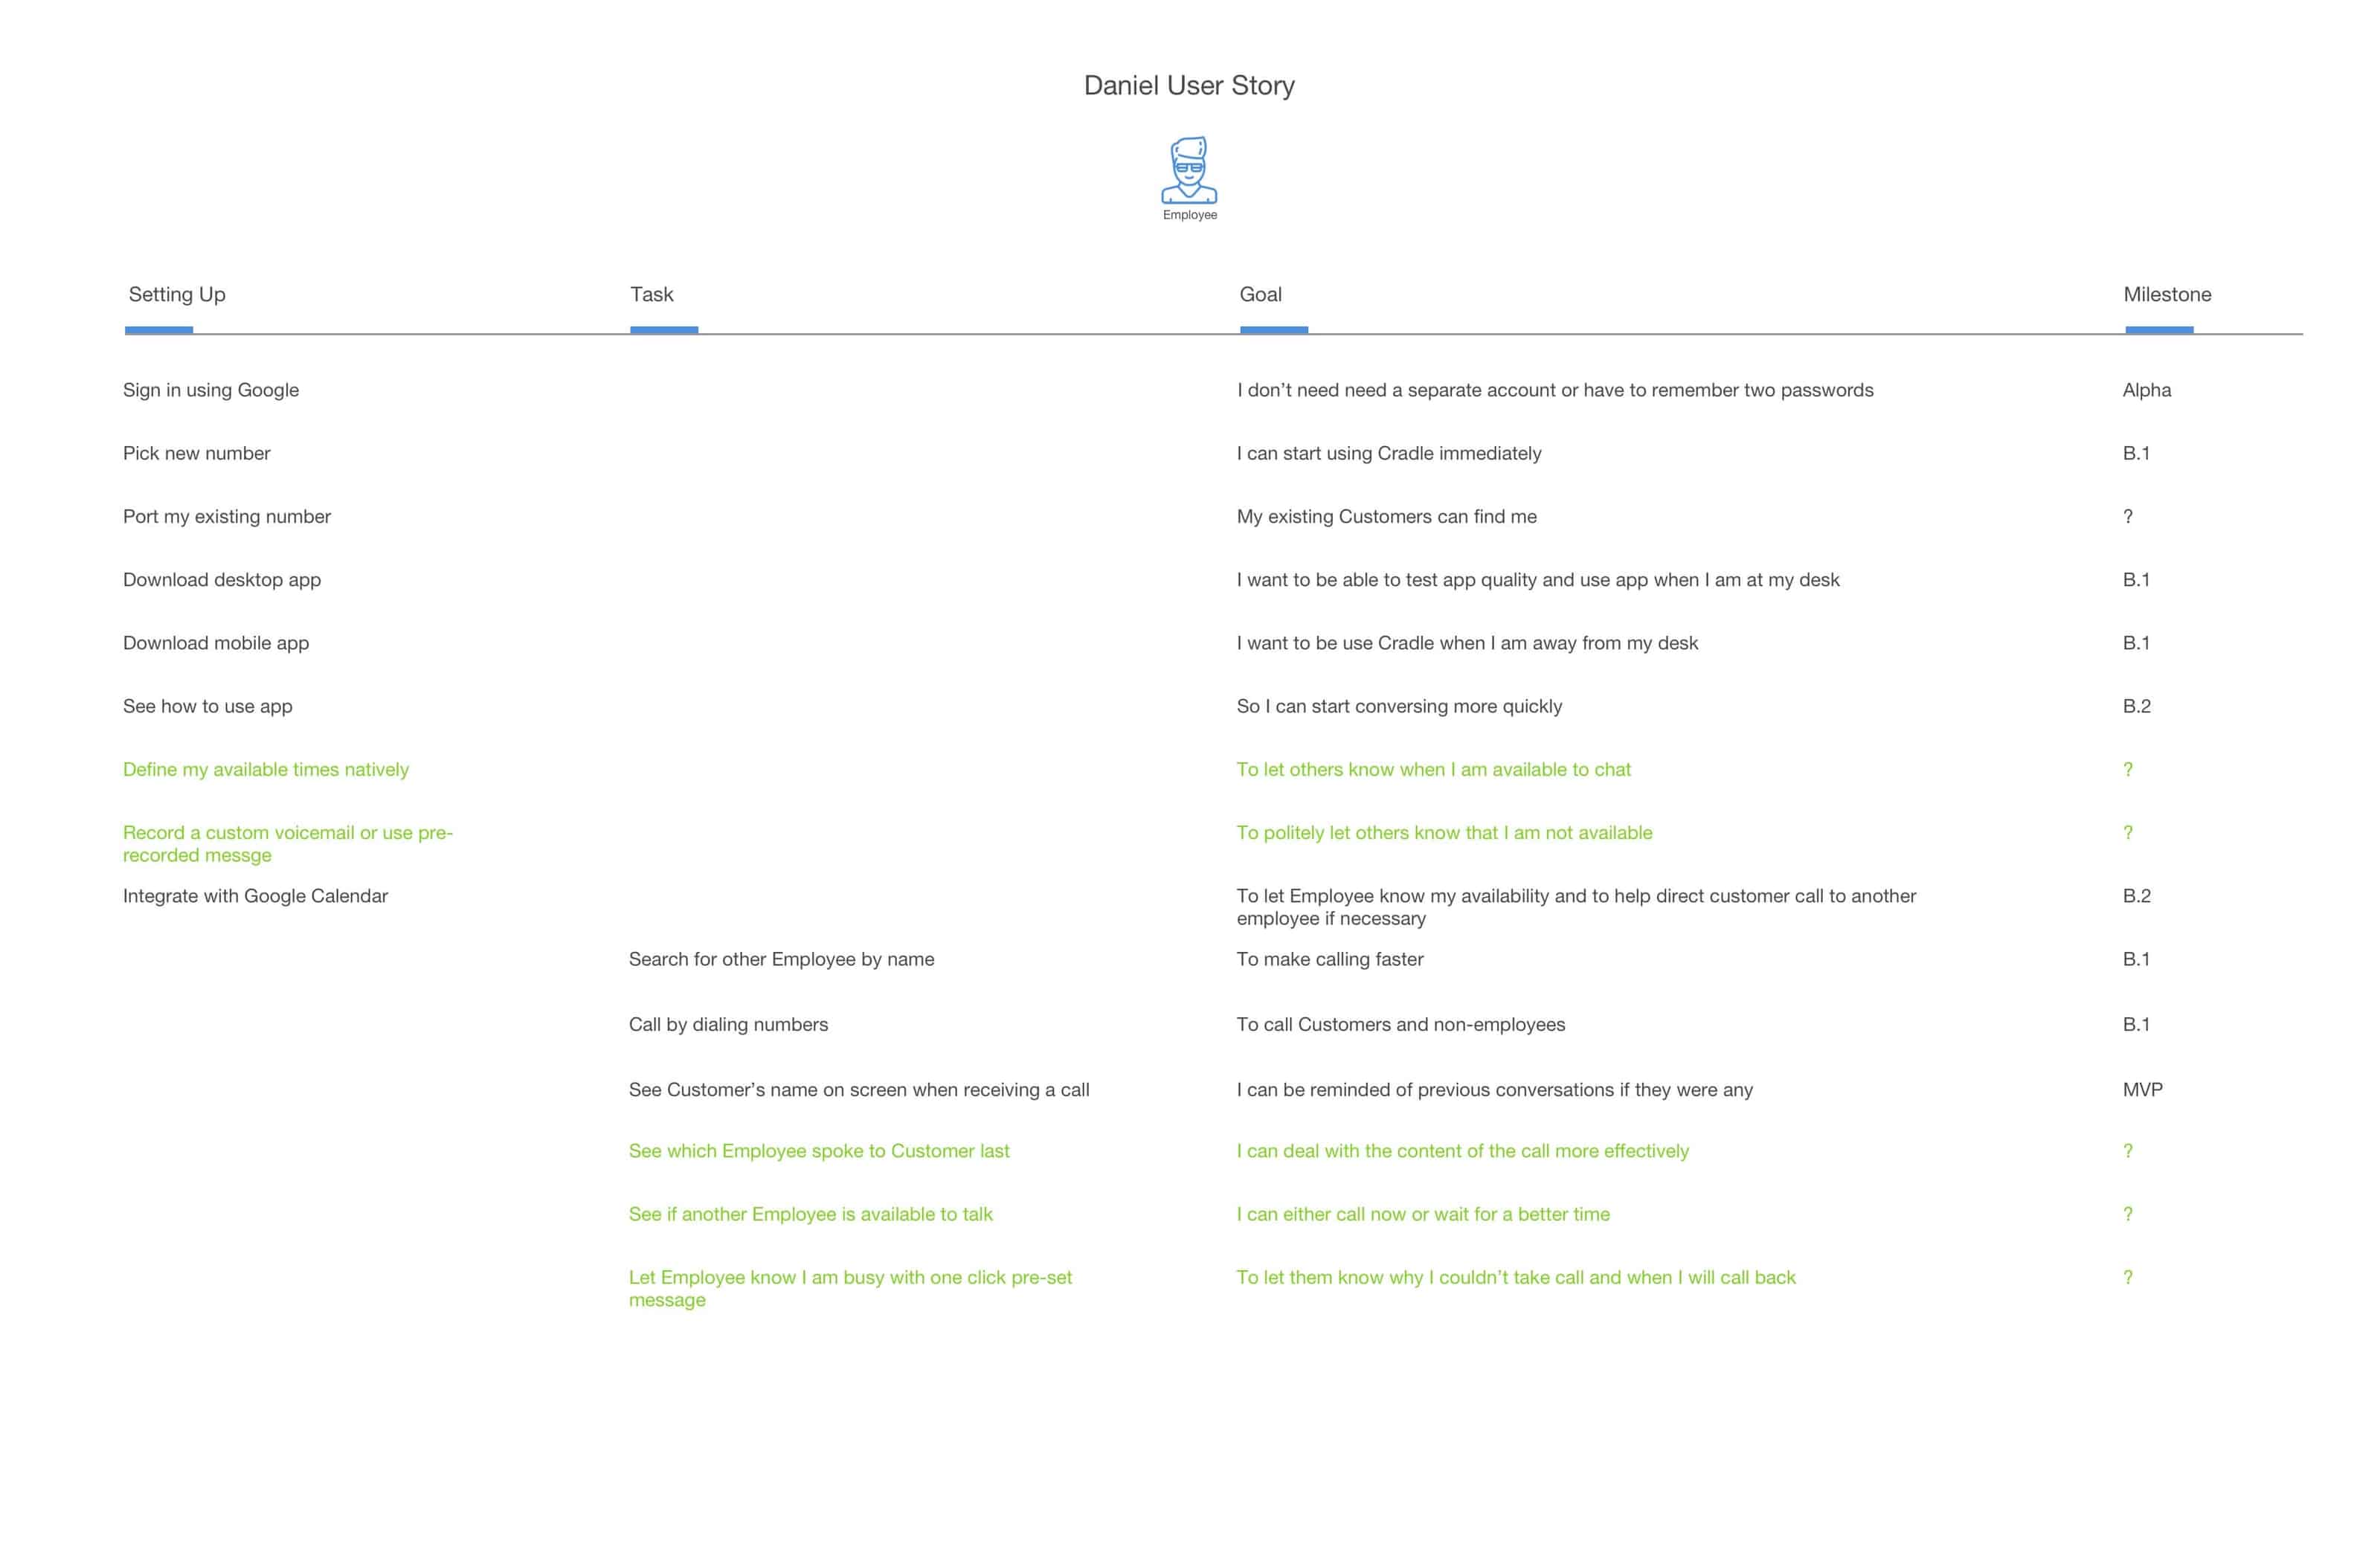 Daniel User Story
Employee
Setting Up Task Goal Milestone
Sign in using Google I don’t need need a separate account or have to remember two passwords Alpha
Pick new number I can start using Cradle immediately B.1
Port my existing number My existing Customers can find me ?
Download desktop app I want to be able to test app quality and use app when I am at my desk B.1
Download mobile app I want to be use Cradle when I am away from my desk B.1
See how to use app So I can start conversing more quickly B.2
Define my available times natively To let others know when I am available to chat ?
Record a custom voicemail or use pre- To politely let others know that I am not available ?
recorded messge
Integrate with Google Calendar To let Employee know my availability and to help direct customer call to another B.2
employee if necessary
Search for other Employee by name To make calling faster B.1
Call by dialing numbers To call Customers and non-employees B.1
See Customer’s name on screen when receiving a call I can be reminded of previous conversations if they were any MVP
See which Employee spoke to Customer last I can deal with the content of the call more effectively ?
See if another Employee is available to talk I can either call now or wait for a better time ?
Let Employee know I am busy with one click pre-set To let them know why I couldn’t take call and when I will call back ?
message